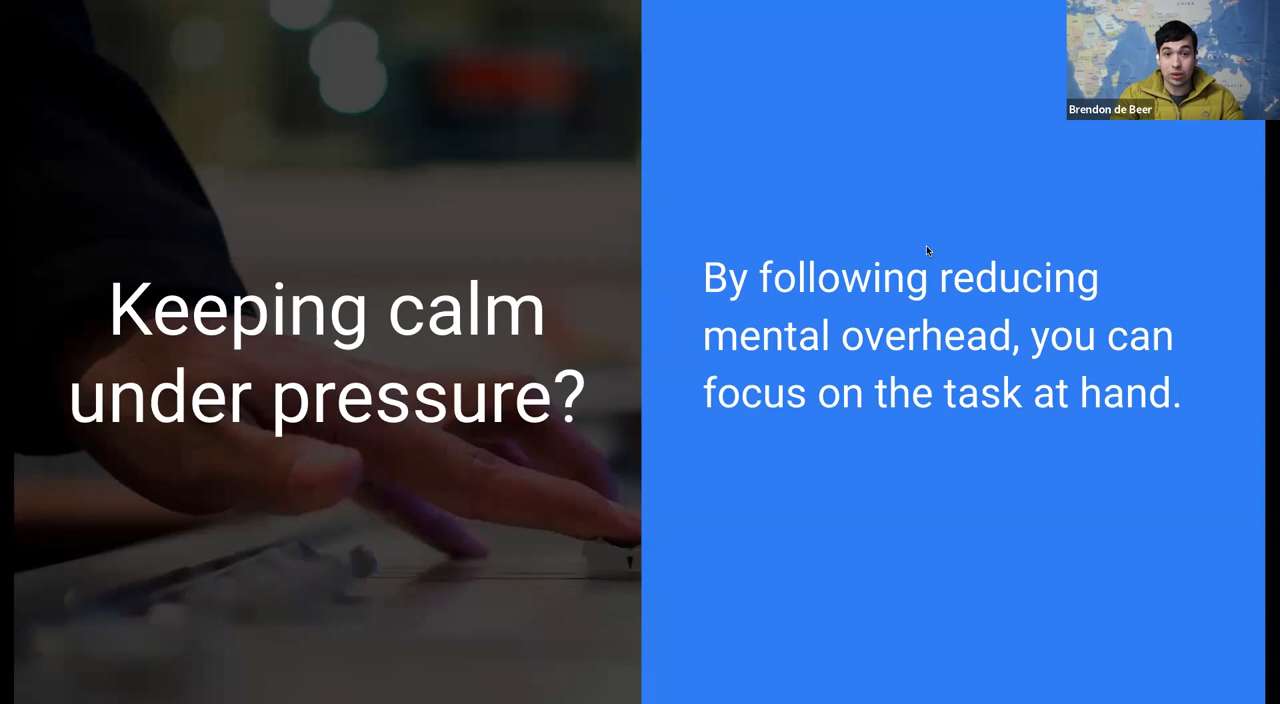 Keeping calm
under pressure?
By following reducing
mental overhead, you can
focus on the task at hand.
Brendon de Beer